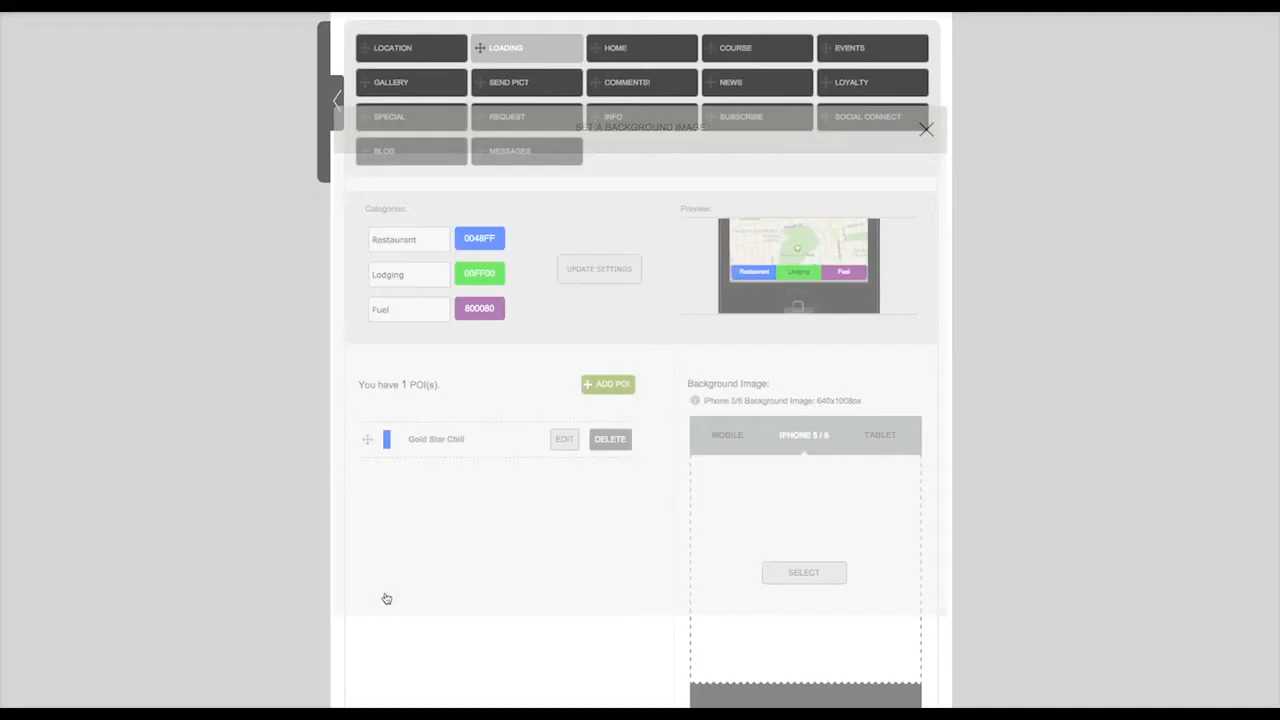 LOCATION
LOADING
HOME
COURSE
EVENTS
GALLERY
SEND PICT
COMMENTS!
NEWS
LOYALTY
SPECIAL
REQUEST
INFO
SUBSCRIBE
SOCIAL CONNECT
SET A BACKGROUND IMAGE
BLOG
MESSAGES
Categories:
Preview:
Restaurant
0048FF
Lodging
00FF00
UPDATE SETTINGS
Restaurant
Lodging
Fuel
Fuel
800080
You have 1 POI(s).
+ ADD POI
Background Image:
iPhone 5/6 Background Image: 640x1008px
Gold Star Chili
EDIT
DELETE
MOBILE
IPHONE 5 / 6
TABLET
SELECT